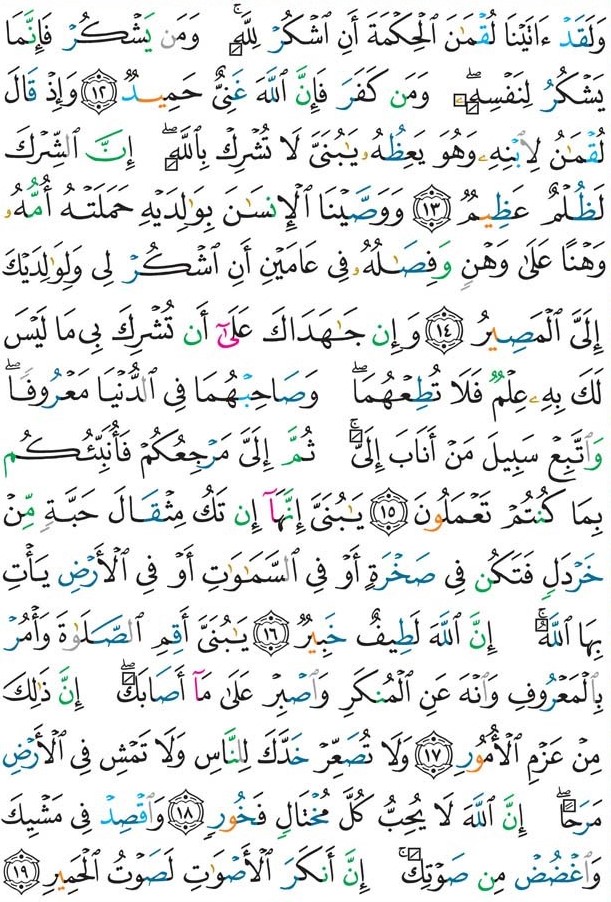 وَلَقَدْ ءَاتَيْنَا لُقْمَٰنَ ٱلْحِكْمَةَ أَنِ ٱشْكُرْ لِلَّهِۚ وَمَن يَشْكُرْ فَإِنَّمَا
يَشْكُرُ لِنَفْسِهِۦۖ وَمَن كَفَرَ فَإِنَّ ٱللَّهَ غَنِىٌّ حَمِيدٌ ١٢ وَإِذْ قَالَ
لُقْمَٰنُ لِٱبْنِهِۦ وَهُوَ يَعِظُهُۥ يَٰبُنَىَّ لَا تُشْرِكْ بِٱللَّهِۖ إِنَّ ٱلشِّرْكَ
لَظُلْمٌ عَظِيمٌ ١٣ وَوَصَّيْنَا ٱلْإِنسَٰنَ بِوَٰلِدَيْهِ حَمَلَتْهُ أُمُّهُۥ
وَهْنًا عَلَىٰ وَهْنٍ وَفِصَٰلُهُۥ فِى عَامَيْنِ أَنِ ٱشْكُرْ لِى وَلِوَٰلِدَيْكَ
إِلَىَّ ٱلْمَصِيرُ ١٤ وَإِن جَٰهَدَاكَ عَلَىٰٓ أَن تُشْرِكَ بِى مَا لَيْسَ
لَكَ بِهِۦ عِلْمٌ فَلَا تُطِعْهُمَاۖ وَصَاحِبْهُمَا فِى ٱلدُّنْيَا مَعْرُوفًاۖ
وَٱتَّبِعْ سَبِيلَ مَنْ أَنَابَ إِلَىَّۚ ثُمَّ إِلَىَّ مَرْجِعُكُمْ فَأُنَبِّئُكُم
بِمَا كُنتُمْ تَعْمَلُونَ ١٥ يَٰبُنَىَّ إِنَّهَآ إِن تَكُ مِثْقَالَ حَبَّةٍ مِّنْ
خَرْدَلٍ فَتَكُن فِى صَخْرَةٍ أَوْ فِى ٱلسَّمَٰوَٰتِ أَوْ فِى ٱلْأَرْضِ يَأْتِ
بِهَا ٱللَّهُۚ إِنَّ ٱللَّهَ لَطِيفٌ خَبِيرٌ ١٦ يَٰبُنَىَّ أَقِمِ ٱلصَّلَوٰةَ وَأْمُرْ
بِٱلْمَعْرُوفِ وَٱنْهَ عَنِ ٱلْمُنكَرِ وَٱصْبِرْ عَلَىٰ مَآ أَصَابَكَۖ إِنَّ ذَٰلِكَ
مِنْ عَزْمِ ٱلْأُمُورِ ١٧ وَلَا تُصَعِّرْ خَدَّكَ لِلنَّاسِ وَلَا تَمْشِ فِى ٱلْأَرْضِ
مَرَحًاۖ إِنَّ ٱللَّهَ لَا يُحِبُّ كُلَّ مُخْتَالٍ فَخُورٍ ١٨ وَٱقْصِدْ فِى مَشْيِكَ
وَٱغْضُضْ مِن صَوْتِكَۚ إِنَّ أَنكَرَ ٱلْأَصْوَٰتِ لَصَوْتُ ٱلْحَمِيرِ ١٩